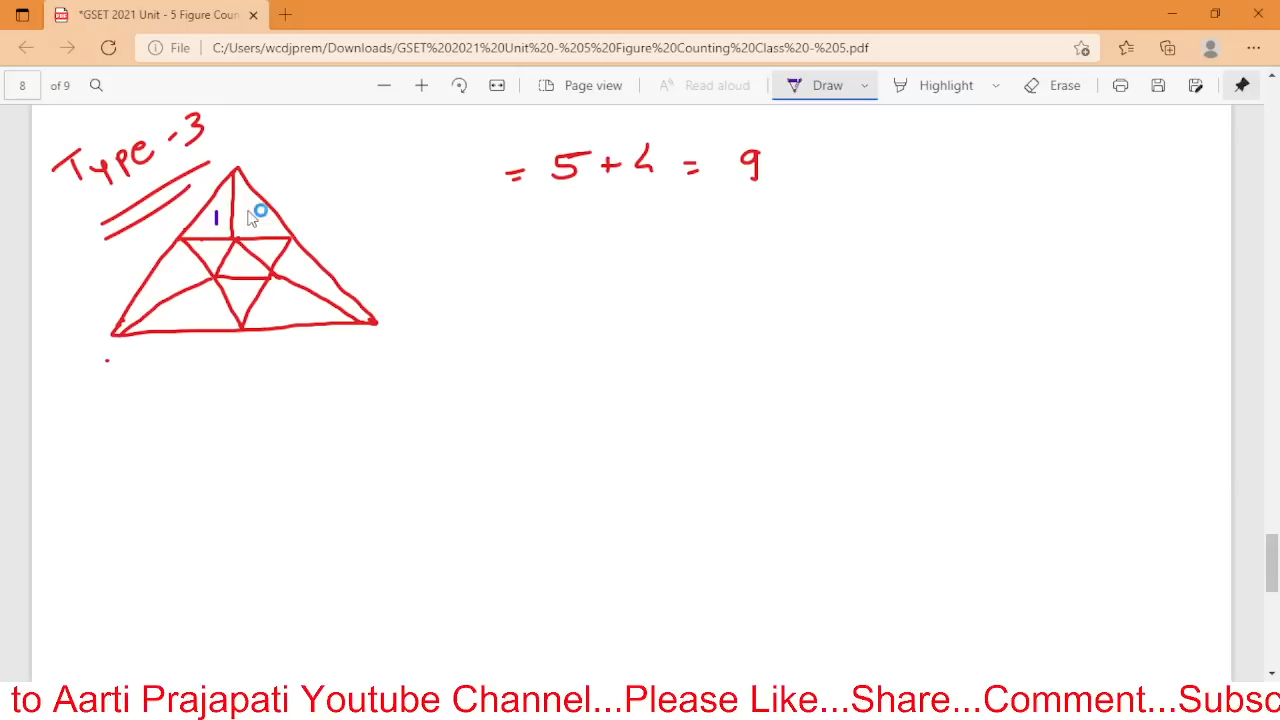 *"GSET 2021 Unit - 5 Figure Coun
File C:/Users/wcdjprem/Downloads/GSET%202021%20Unit%20-%205%20Figure%20Counting%20Class%20-%205.pdf
8 of 9 Page view Read aloud Draw Highlight Erase
Type - 3
= 5 + 4 = 9
1
to Aarti Prajapati Youtube Channel...Please Like...Share...Comment...Subsc